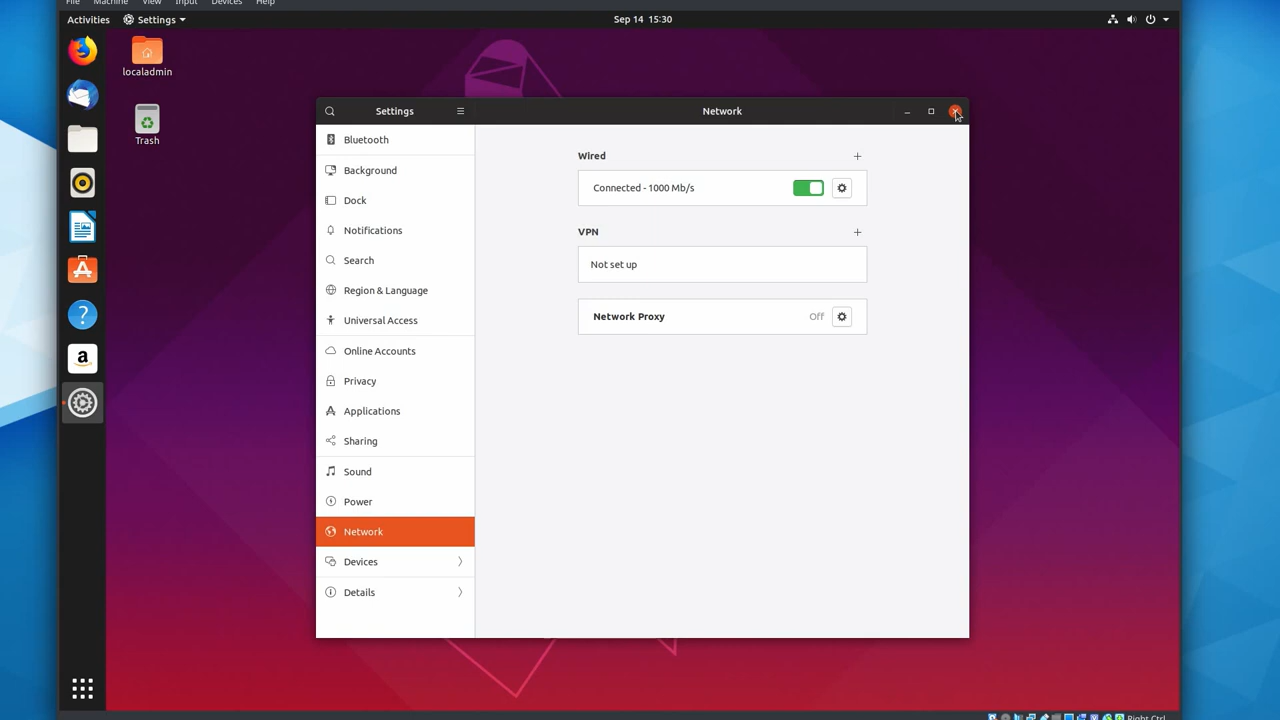 File Machine View Input Devices Help
Activities Settings Sep 14 15:30
localadmin
Trash
Settings Network
Bluetooth
Background
Dock
Notifications
Search
Region & Language
Universal Access
Online Accounts
Privacy
Applications
Sharing
Sound
Power
Network
Devices
Details
Wired
Connected - 1000 Mb/s
VPN
Not set up
Network Proxy Off
Right Ctrl